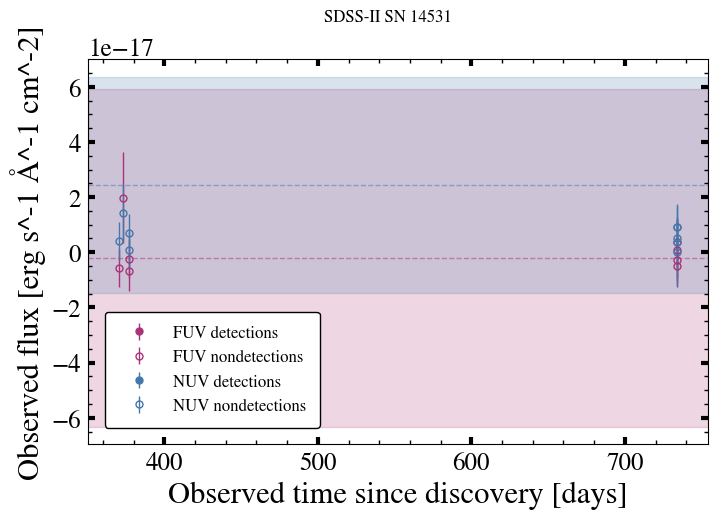 SDSS-II SN 14531
1e−17
Observed flux [erg s^-1 Å^-1 cm^-2]
6
4
2
0
−2
−4
−6
FUV detections
FUV nondetections
NUV detections
NUV nondetections
400 500 600 700
Observed time since discovery [days]